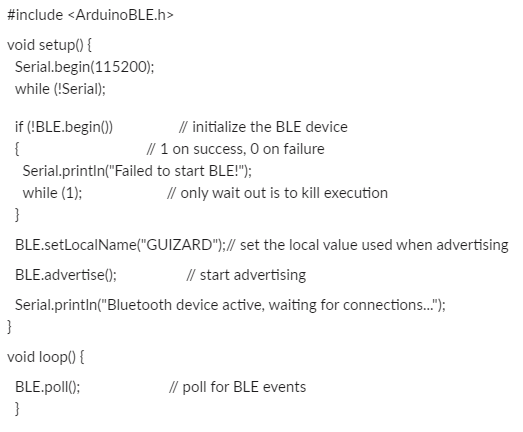 #include <ArduinoBLE.h>
void setup() {
Serial.begin(115200);
while (!Serial);
if (!BLE.begin()) // initialize the BLE device
{ // 1 on success, 0 on failure
Serial.println("Failed to start BLE!");
while (1); // only wait out is to kill execution
}
BLE.setLocalName("GUIZARD");// set the local value used when advertising
BLE.advertise(); // start advertising
Serial.println("Bluetooth device active, waiting for connections...");
}
void loop() {
BLE.poll(); // poll for BLE events
}